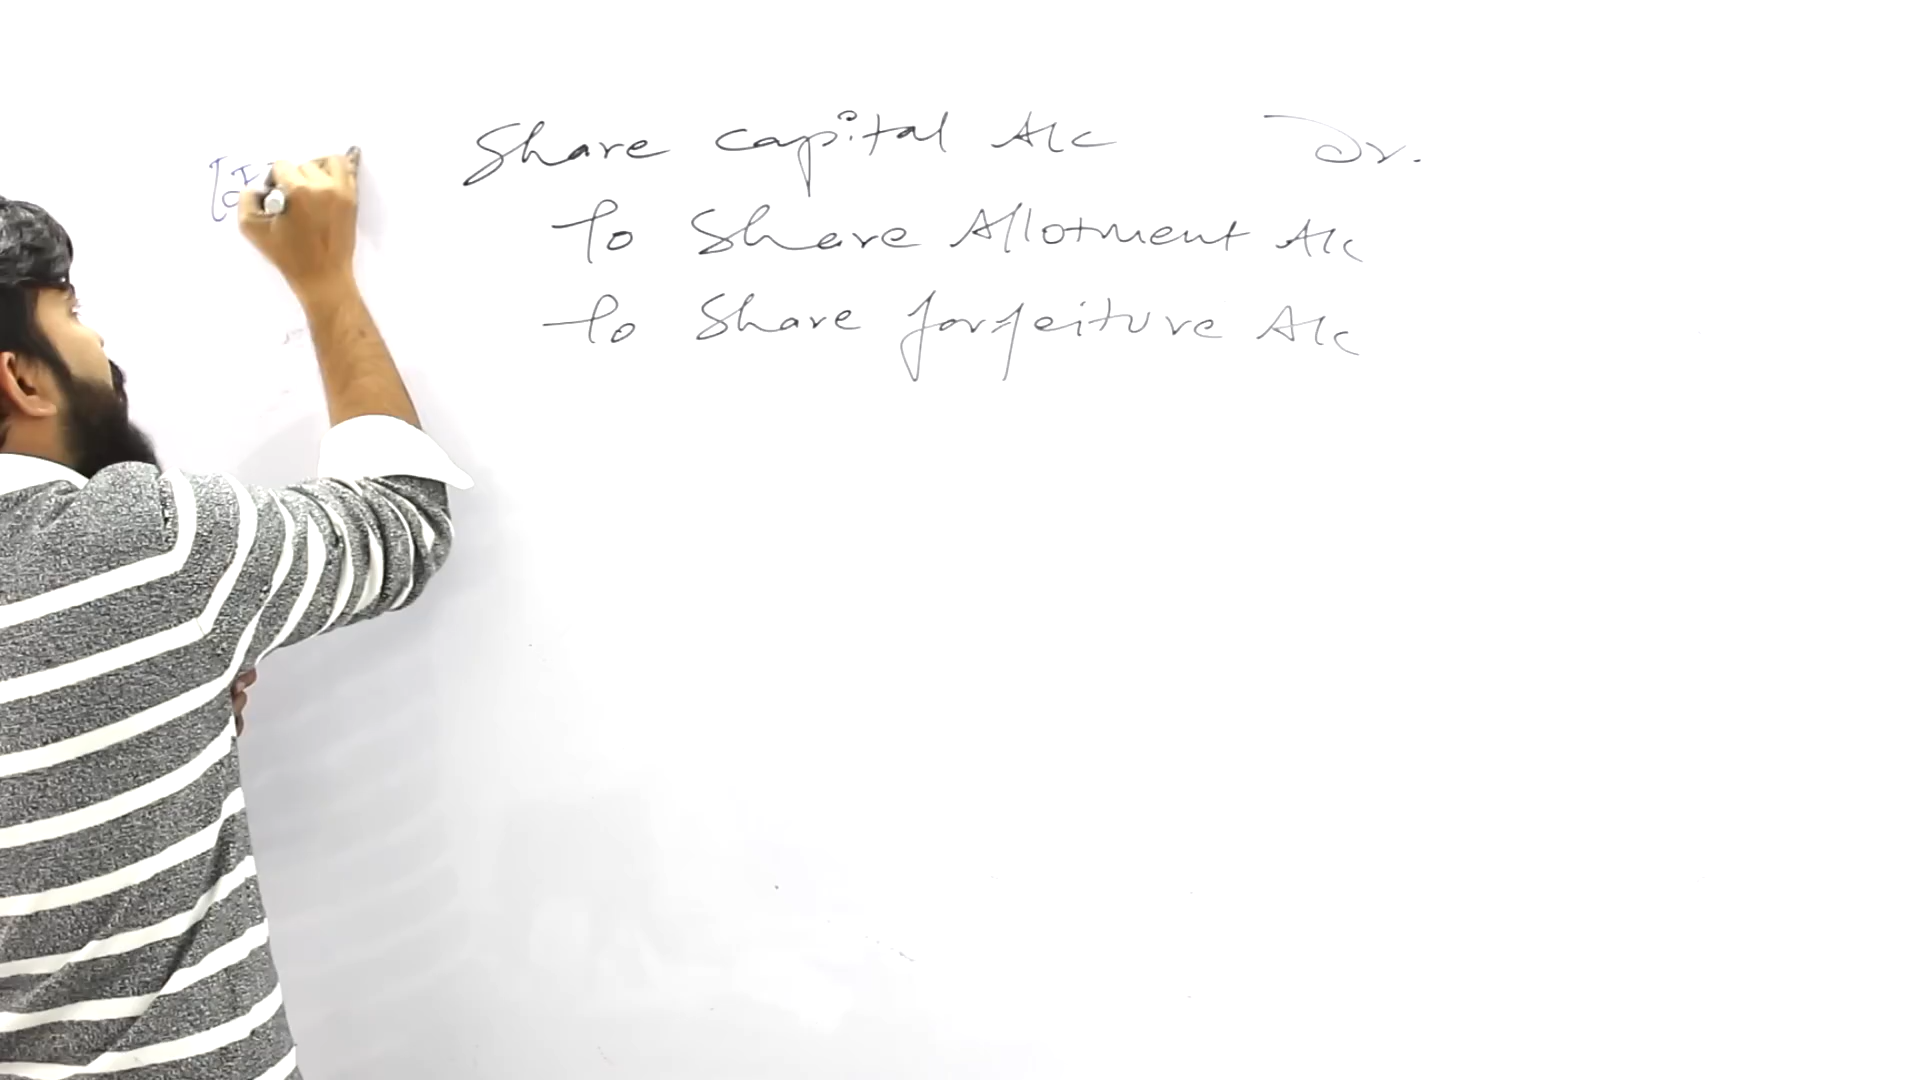 Share capital A/c Dr.
To Share Allotment A/c
To Share forfeiture A/c